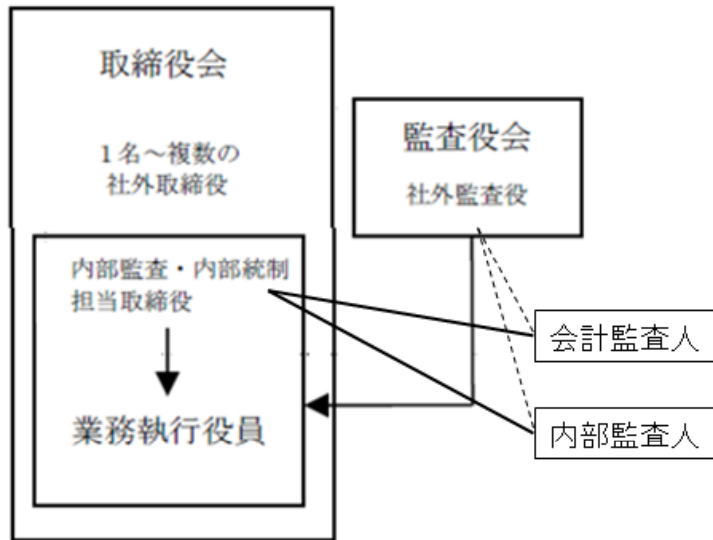 取締役会
１名～複数の
社外取締役
内部監査・内部統制
担当取締役
業務執行役員
監査役会
社外監査役
会計監査人
内部監査人